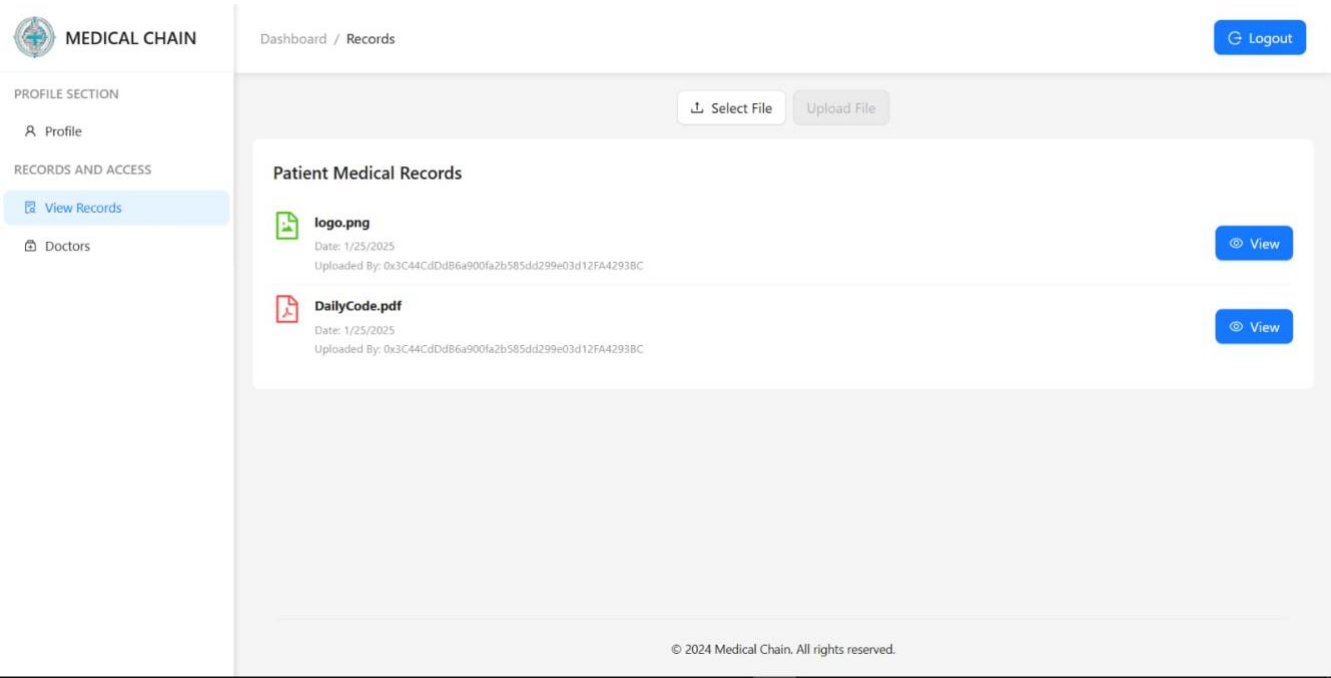 MEDICAL CHAIN
Dashboard / Records
Logout
PROFILE SECTION
Profile
RECORDS AND ACCESS
View Records
Doctors
Select File
Upload File
Patient Medical Records
logo.png
Date: 1/25/2025
Uploaded By: 0x3C44CdDdB6a900fa2b585dd299e03d12FA4293BC
View
DailyCode.pdf
Date: 1/25/2025
Uploaded By: 0x3C44CdDdB6a900fa2b585dd299e03d12FA4293BC
View
© 2024 Medical Chain. All rights reserved.